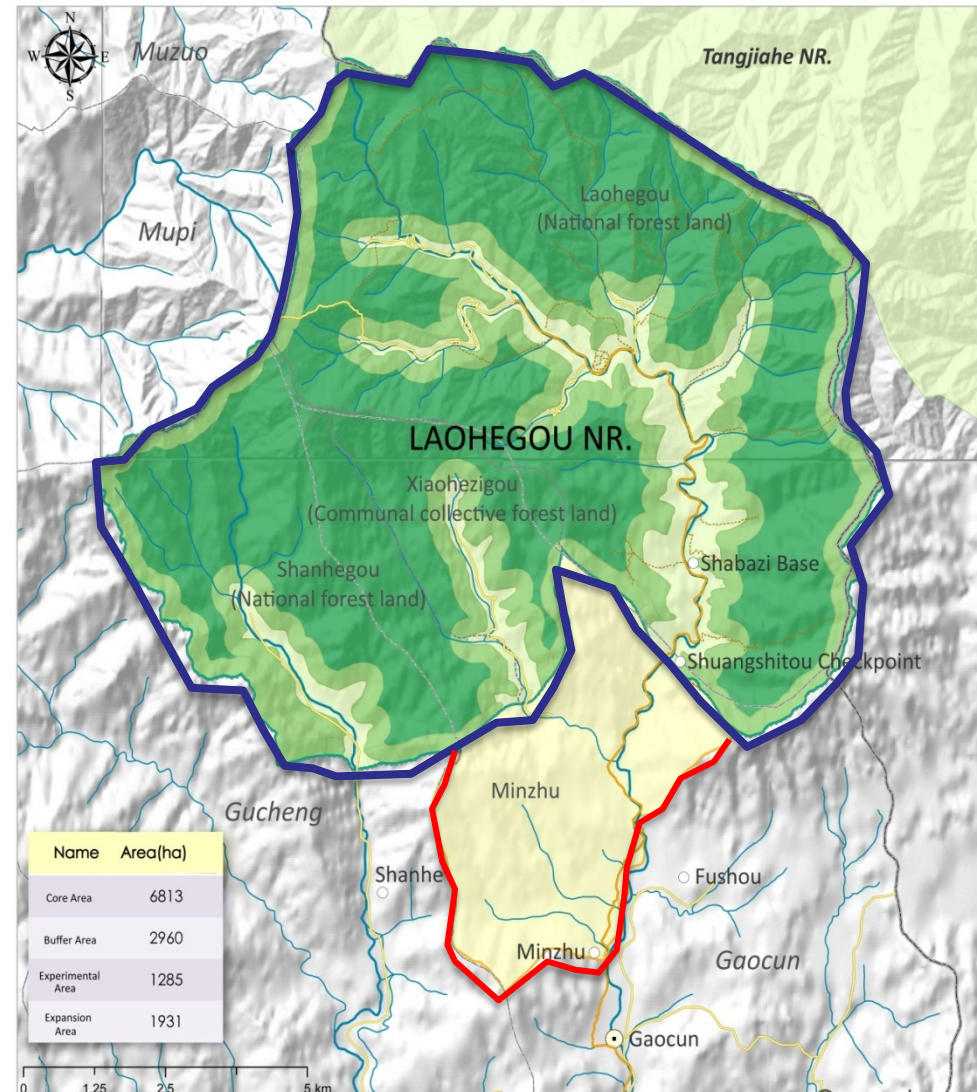 N
W E
S
Muzuo
Tangjiahe NR.
Laohegou
(National forest land)
Mupi
LAOHEGOU NR.
Xiaohezigou
(Communal collective forest land)
Shabazi Base
Shanhegou
(National forest land)
Shuangshitou Checkpoint
Minzhu
Gucheng
Shanhe
Fushou
Minzhu
Gaocun
Gaocun
Name Area(ha)
Core Area 6813
Buffer Area 2960
Experimental
Area 1285
Expansion
Area 1931
0 1.25 2.5 5 km